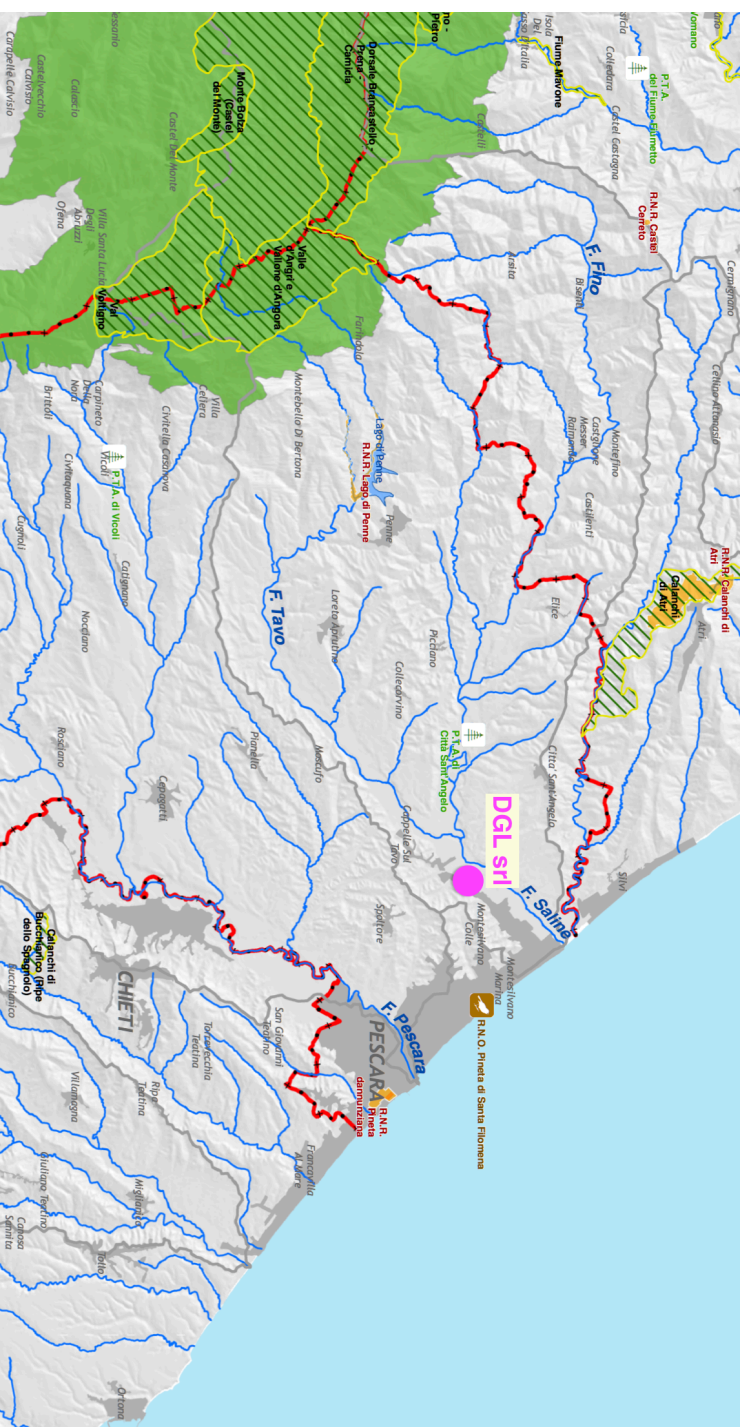 Cermignano
Cellino Attanasio
R.N.R. Calanchi di
Atri
Atri
Calanchi
di Atri
P.T.A.
del Fiume Fiumetto
R.N.R. Castel
Cerreto
Colledara
Castel Castagna
Fiume Mavone
Isola
Del
F. Fino
Bisenti
Montefino
Castiglione
Messer
Raimondo
Castilenti
Elice
Citta' Sant'Angelo
Silvi
Arsita
Castelli
DGL srl
F. Saline
Montesilvano
Marina
Montesilvano
Colle
R.N.O. Pineta di Santa Filomena
P.T.A. di
Città Sant'Angelo
Picciano
Collecorvino
Cappelle Sul
Tavo
Spoltore
Penne
Lago di Penne
R.N.R. Lago di Penne
Farindola
Loreto Aprutino
Moscufo
F. Pescara
PESCARA
R.N.R.
Pineta
dannunziana
Dorsale Brancastello -
Prena -
Camicia
Valle
d'Angri e
Vallone d'Angora
Montebello Di Bertona
F. Tavo
Pianella
San Giovanni
Teatino
Francavilla
Al Mare
Monte Bolza
(Castel
del Monte)
Castel Del Monte
Villa
Celiera
Civitella Casanova
Cepagatti
Torrevecchia
Teatina
Ripa
Teatina
Miglianico
Val
Voltigno
Villa Santa Lucia
Degli
Abruzzi
Ofena
Carpineto
Della
Nora
Brittoli
Vicoli
P.T.A. di Vicoli
Civitaquana
Catignano
Nocciano
Rosciano
Cugnoli
CHIETI
Calanchi di
Bucchianico (Ripe
dello Spagnolo)
Bucchianico
Villamagna
Giuliano Teatino
Canosa
Sannita
Tollo
Ortona
Calascio
Castelvecchio
Calvisio
Carapelle Calvisio